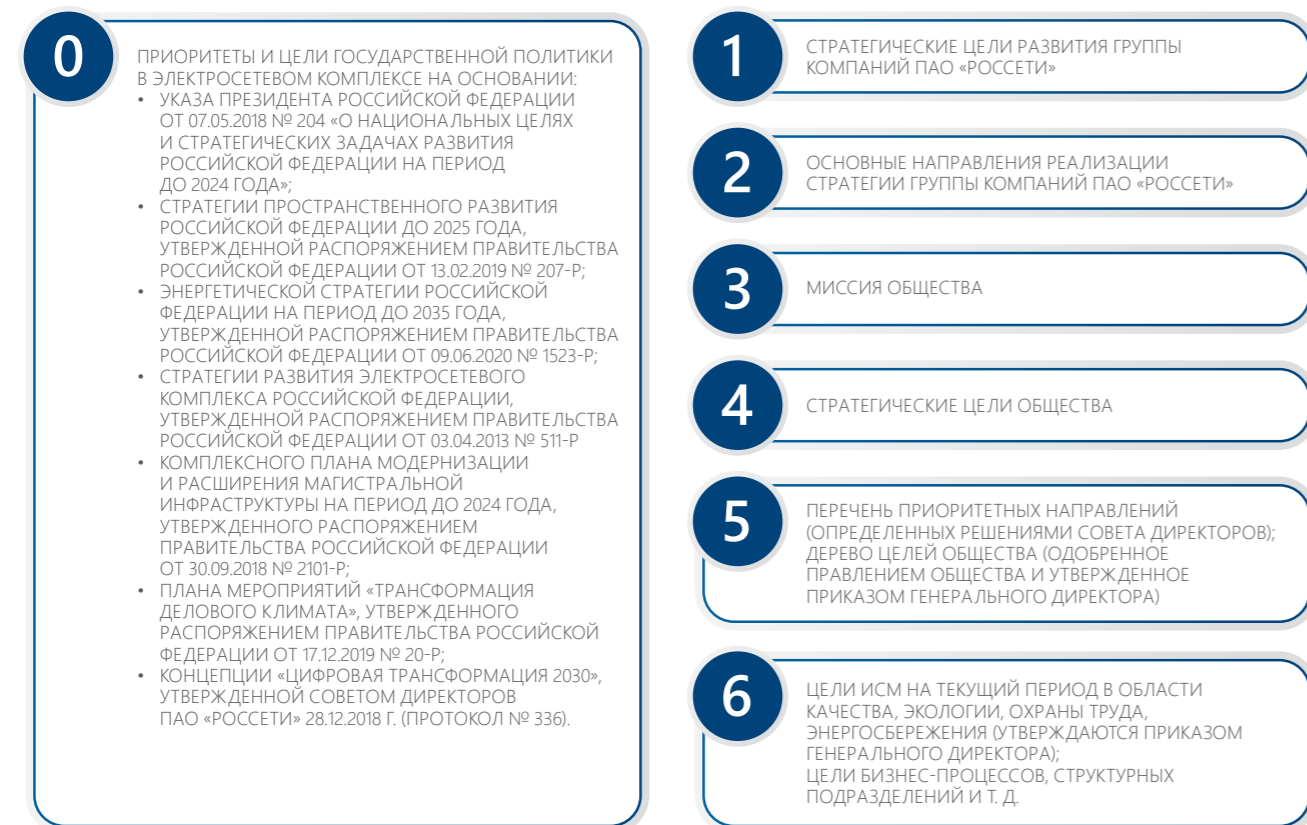 0
ПРИОРИТЕТЫ И ЦЕЛИ ГОСУДАРСТВЕННОЙ ПОЛИТИКИ
В ЭЛЕКТРОСЕТЕВОМ КОМПЛЕКСЕ НА ОСНОВАНИИ:
• УКАЗА ПРЕЗИДЕНТА РОССИЙСКОЙ ФЕДЕРАЦИИ
ОТ 07.05.2018 № 204 «О НАЦИОНАЛЬНЫХ ЦЕЛЯХ
И СТРАТЕГИЧЕСКИХ ЗАДАЧАХ РАЗВИТИЯ
РОССИЙСКОЙ ФЕДЕРАЦИИ НА ПЕРИОД
ДО 2024 ГОДА»;
• СТРАТЕГИИ ПРОСТРАНСТВЕННОГО РАЗВИТИЯ
РОССИЙСКОЙ ФЕДЕРАЦИИ ДО 2025 ГОДА,
УТВЕРЖДЕННОЙ РАСПОРЯЖЕНИЕМ ПРАВИТЕЛЬСТВА
РОССИЙСКОЙ ФЕДЕРАЦИИ ОТ 13.02.2019 № 207-Р;
• ЭНЕРГЕТИЧЕСКОЙ СТРАТЕГИИ РОССИЙСКОЙ
ФЕДЕРАЦИИ НА ПЕРИОД ДО 2035 ГОДА,
УТВЕРЖДЕННОЙ РАСПОРЯЖЕНИЕМ ПРАВИТЕЛЬСТВА
РОССИЙСКОЙ ФЕДЕРАЦИИ ОТ 09.06.2020 № 1523-Р;
• СТРАТЕГИИ РАЗВИТИЯ ЭЛЕКТРОСЕТЕВОГО
КОМПЛЕКСА РОССИЙСКОЙ ФЕДЕРАЦИИ,
УТВЕРЖДЕННОЙ РАСПОРЯЖЕНИЕМ ПРАВИТЕЛЬСТВА
РОССИЙСКОЙ ФЕДЕРАЦИИ ОТ 03.04.2013 № 511-Р
• КОМПЛЕКСНОГО ПЛАНА МОДЕРНИЗАЦИИ
И РАСШИРЕНИЯ МАГИСТРАЛЬНОЙ
ИНФРАСТРУКТУРЫ НА ПЕРИОД ДО 2024 ГОДА,
УТВЕРЖДЕННОГО РАСПОРЯЖЕНИЕМ
ПРАВИТЕЛЬСТВА РОССИЙСКОЙ ФЕДЕРАЦИИ
ОТ 30.09.2018 № 2101-Р;
• ПЛАНА МЕРОПРИЯТИЙ «ТРАНСФОРМАЦИЯ
ДЕЛОВОГО КЛИМАТА», УТВЕРЖДЕННОГО
РАСПОРЯЖЕНИЕМ ПРАВИТЕЛЬСТВА РОССИЙСКОЙ
ФЕДЕРАЦИИ ОТ 17.12.2019 № 20-Р;
• КОНЦЕПЦИИ «ЦИФРОВАЯ ТРАНСФОРМАЦИЯ 2030»,
УТВЕРЖДЕННОЙ СОВЕТОМ ДИРЕКТОРОВ
ПАО «РОССЕТИ» 28.12.2018 Г. (ПРОТОКОЛ № 336).
1
СТРАТЕГИЧЕСКИЕ ЦЕЛИ РАЗВИТИЯ ГРУППЫ
КОМПАНИЙ ПАО «РОССЕТИ»
2
ОСНОВНЫЕ НАПРАВЛЕНИЯ РЕАЛИЗАЦИИ
СТРАТЕГИИ ГРУППЫ КОМПАНИЙ ПАО «РОССЕТИ»
3
МИССИЯ ОБЩЕСТВА
4
СТРАТЕГИЧЕСКИЕ ЦЕЛИ ОБЩЕСТВА
5
ПЕРЕЧЕНЬ ПРИОРИТЕТНЫХ НАПРАВЛЕНИЙ
(ОПРЕДЕЛЕННЫХ РЕШЕНИЯМИ СОВЕТА ДИРЕКТОРОВ);
ДЕРЕВО ЦЕЛЕЙ ОБЩЕСТВА (ОДОБРЕННОЕ
ПРАВЛЕНИЕМ ОБЩЕСТВА И УТВЕРЖДЕННОЕ
ПРИКАЗОМ ГЕНЕРАЛЬНОГО ДИРЕКТОРА)
6
ЦЕЛИ ИСМ НА ТЕКУЩИЙ ПЕРИОД В ОБЛАСТИ
КАЧЕСТВА, ЭКОЛОГИИ, ОХРАНЫ ТРУДА,
ЭНЕРГОСБЕРЕЖЕНИЯ (УТВЕРЖДАЮТСЯ ПРИКАЗОМ
ГЕНЕРАЛЬНОГО ДИРЕКТОРА);
ЦЕЛИ БИЗНЕС-ПРОЦЕССОВ, СТРУКТУРНЫХ
ПОДРАЗДЕЛЕНИЙ И Т. Д.